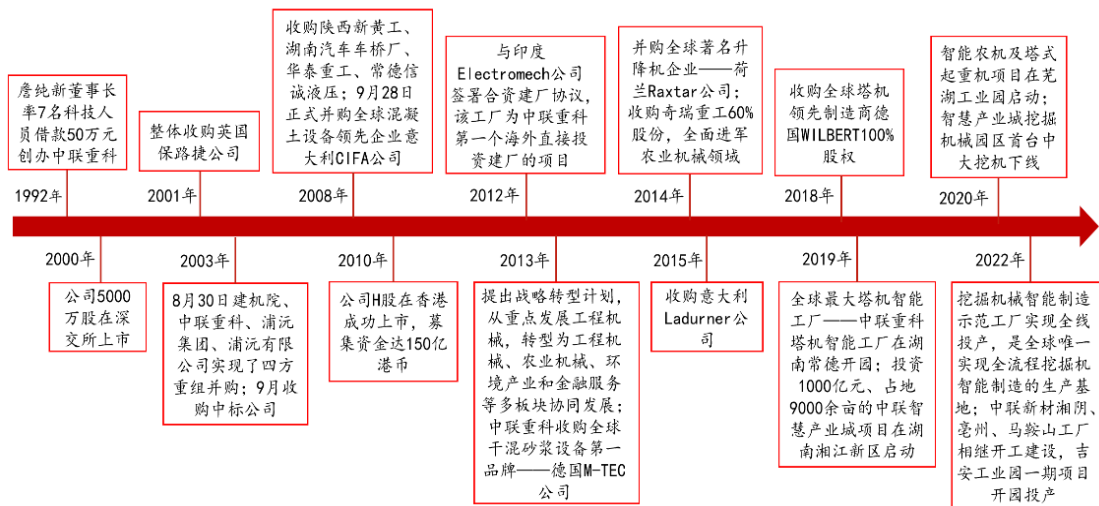 詹纯新董事长
率7名科技人
员借款50万元
创办中联重科
1992年
公司5000
万股在深
交所上市
2000年
整体收购英国
保路捷公司
2001年
2003年
8月30日建机院、
中联重科、浦沅
集团、浦沅有限
公司实现了四方
重组并购；9月收
购中标公司
收购陕西新黄工、
湖南汽车车桥厂、
华泰重工、常德信
诚液压；9月28日
正式并购全球混凝
土设备领先企业意
大利CIFA公司
2008年
2010年
公司H股在香港
成功上市，募
集资金达150亿
港币
与印度
Electromech公司
签署合资建厂协议，
该工厂为中联重科
第一个海外直接投
资建厂的项目
2012年
2013年
提出战略转型计划，
从重点发展工程机
械，转型为工程机
械、农业机械、环
境产业和金融服务
等多板块协同发展；
中联重科收购全球
干混砂浆设备第一
品牌——德国M-TEC
公司
并购全球著名升
降机企业——荷
兰Raxtar公司；
收购奇瑞重工60%
股份，全面进军
农业机械领域
2014年
2015年
收购意大利
Ladurner公
司
收购全球塔机
领先制造商德
国WILBERT100%
股权
2018年
2019年
全球最大塔机智能
工厂——中联重科
塔机智能工厂在湖
南常德开园；投资
1000亿元、占地
9000余亩的中联智
慧产业城项目在湖
南湘江新区启动
智能农机及塔式
起重机项目在芜
湖工业园启动；
智慧产业城挖掘
机械园区首台中
大挖机下线
2020年
2022年
挖掘机械智能制造
示范工厂实现全线
投产，是全球唯一
实现全流程挖掘机
智能制造的生产基
地；中联新材湘阴、
亳州、马鞍山工厂
相继开工建设，吉
安工业园一期项目
开园投产